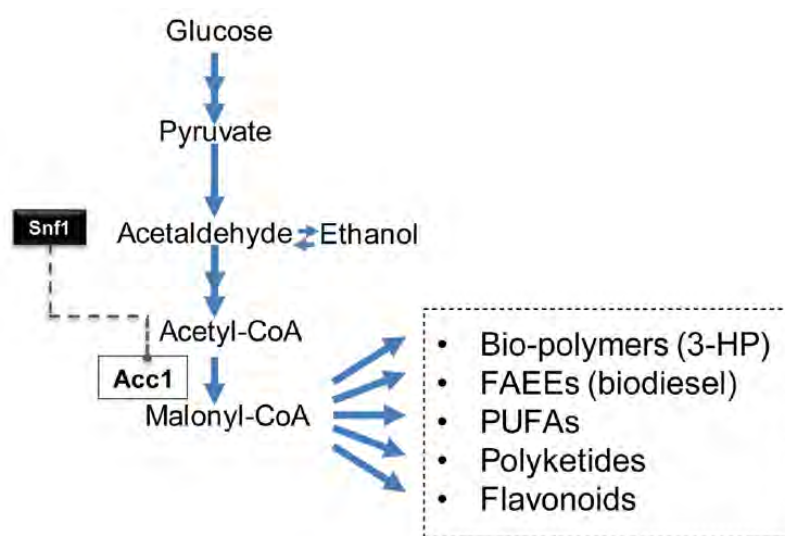 Glucose
Pyruvate
Snf1
Acetaldehyde
Ethanol
Acetyl-CoA
Acc1
Malonyl-CoA
• Bio-polymers (3-HP)
• FAEEs (biodiesel)
• PUFAs
• Polyketides
• Flavonoids